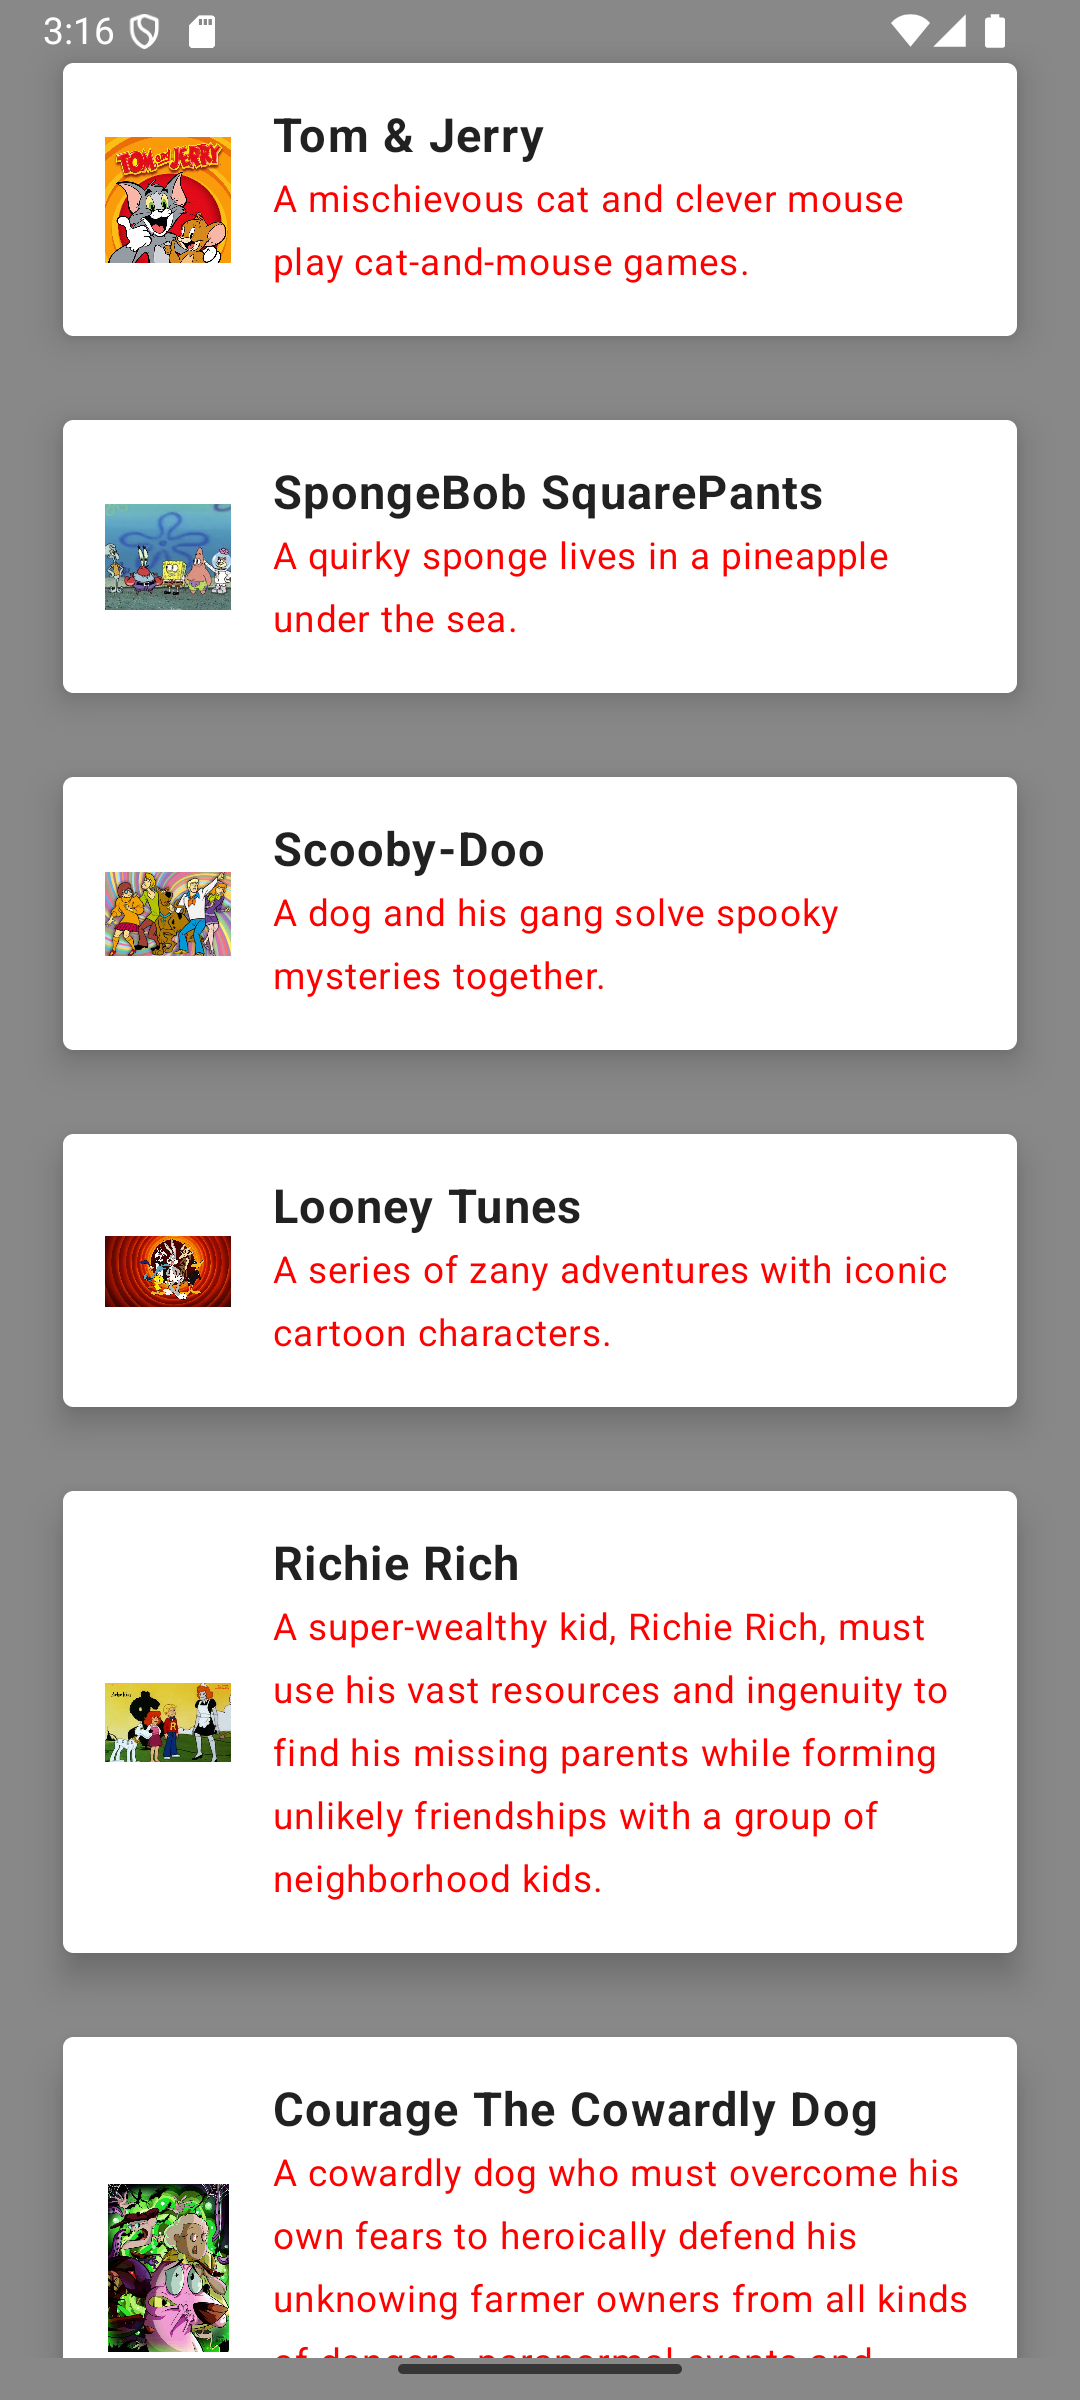 3:16
Tom & Jerry
TOM and JERRY
A mischievous cat and clever mouse
play cat-and-mouse games.
SpongeBob SquarePants
A quirky sponge lives in a pineapple
under the sea.
Scooby-Doo
A dog and his gang solve spooky
mysteries together.
Looney Tunes
A series of zany adventures with iconic
cartoon characters.
Richie Rich
A super-wealthy kid, Richie Rich, must
use his vast resources and ingenuity to
find his missing parents while forming
unlikely friendships with a group of
neighborhood kids.
Courage The Cowardly Dog
A cowardly dog who must overcome his
own fears to heroically defend his
unknowing farmer owners from all kinds
of dangers, paranormal events and